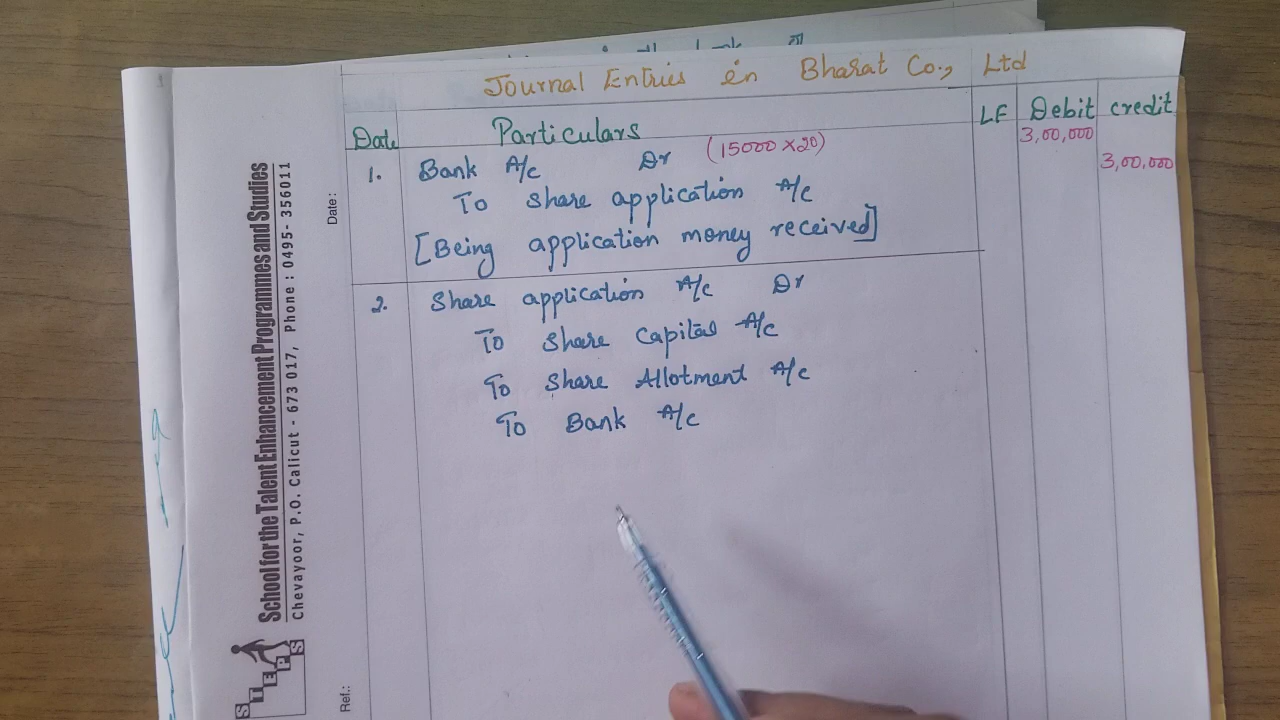 Journal Entries in Bharat Co., Ltd
Date Particulars LF Debit credit
1. Bank A/c Dr (15000 x 20) 3,00,000
To share application A/c 3,00,000
[Being application money received]
2. Share application A/c Dr
To share Capital A/c
To share Allotment A/c
To Bank A/c
School for the Talent Enhancement Programmes and Studies
Chevayoor, P.O. Calicut - 673 017, Phone : 0495- 356011
STEPS
Date :
Ref.: